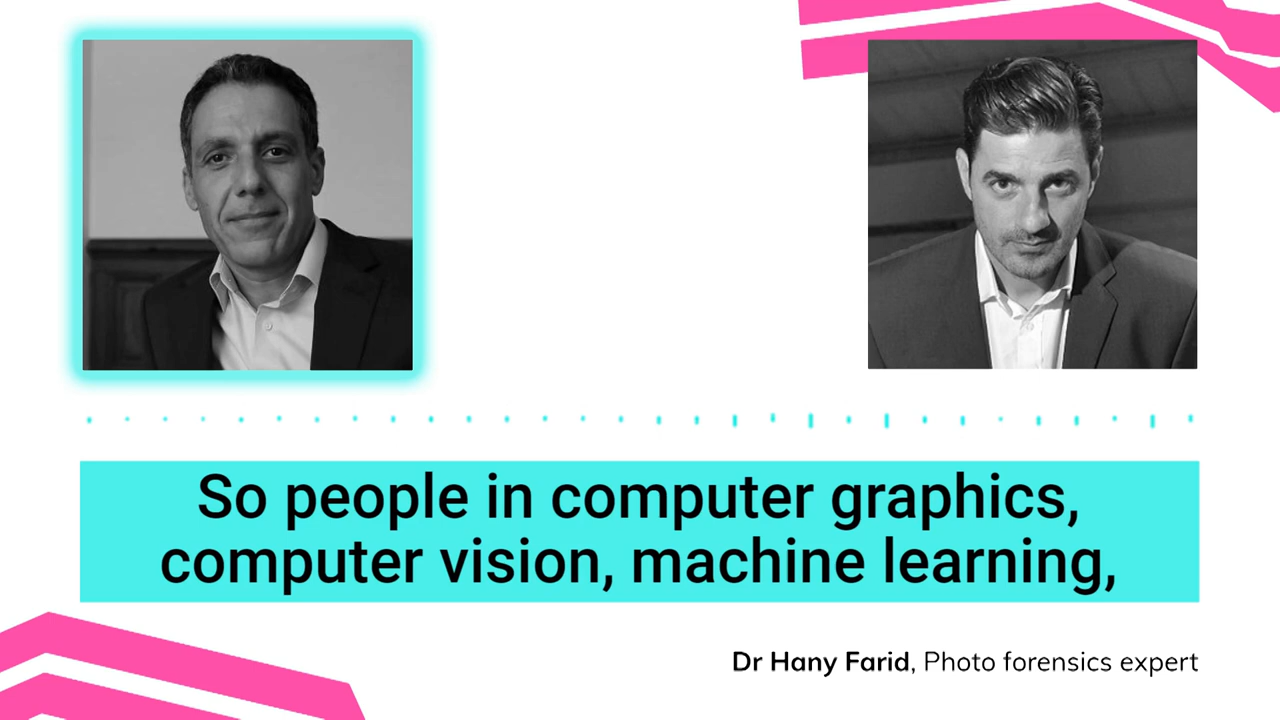 So people in computer graphics,
computer vision, machine learning,
Dr Hany Farid, Photo forensics expert